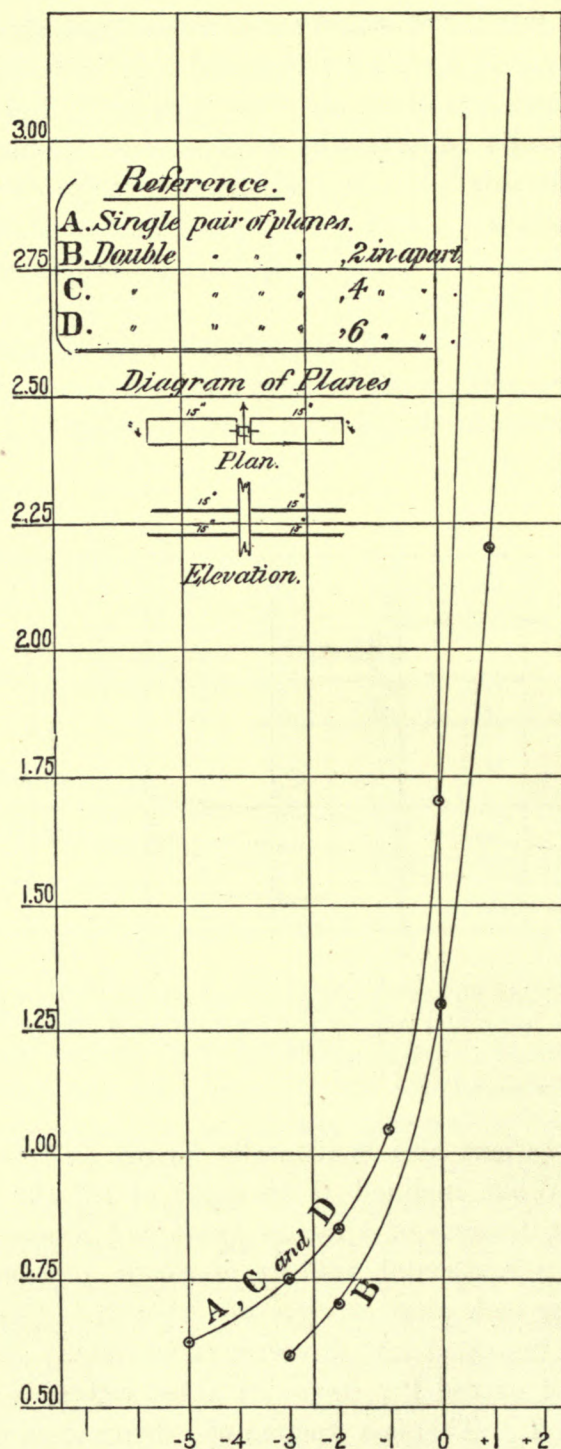 3.00
Reference.
A. Single pair of planes.
B. Double " " " , 2 in apart
2.75
C. " " " " , 4 " " .
D. " " " " , 6 " " .
2.50
Diagram of Planes
15" 15"
Plan.
15" 15"
2.25
15" 15"
Elevation.
2.00
1.75
1.50
1.25
1.00
A, C and D
0.75
B
0.50
-5 -4 -3 -2 -1 0 +1 +2